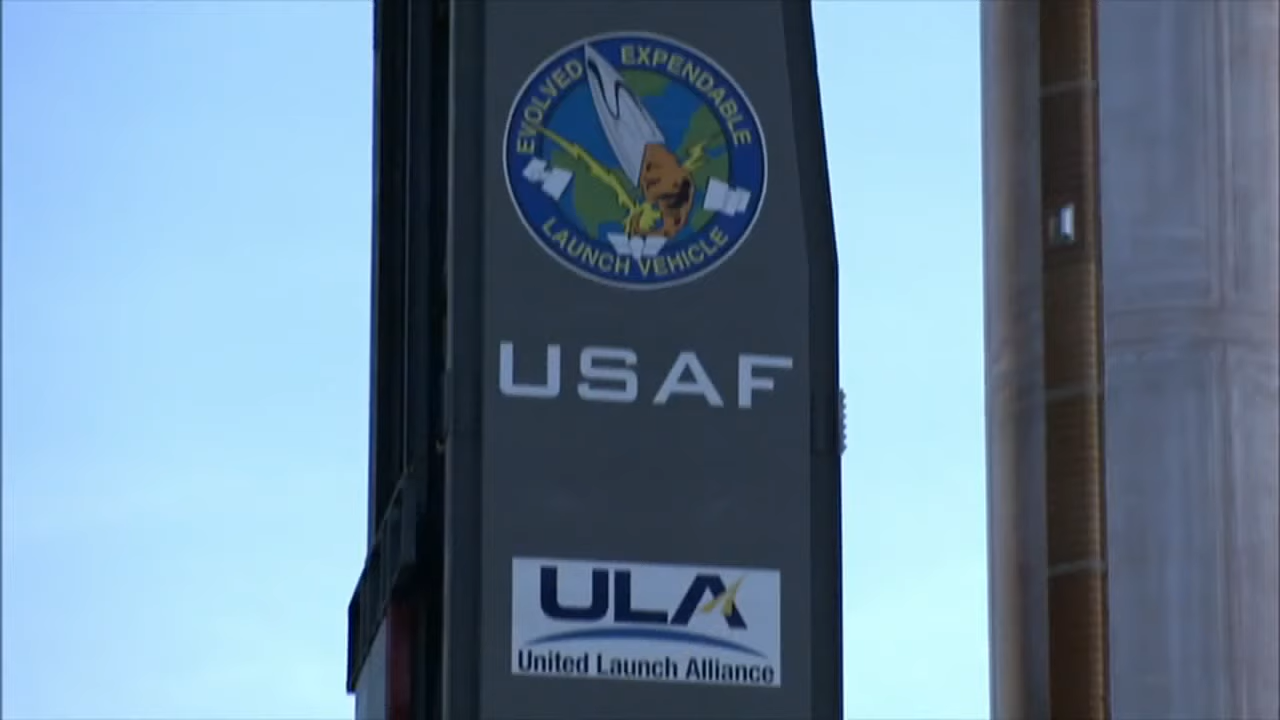 EVOLVED EXPENDABLE
LAUNCH VEHICLE
USAF
ULA
United Launch Alliance